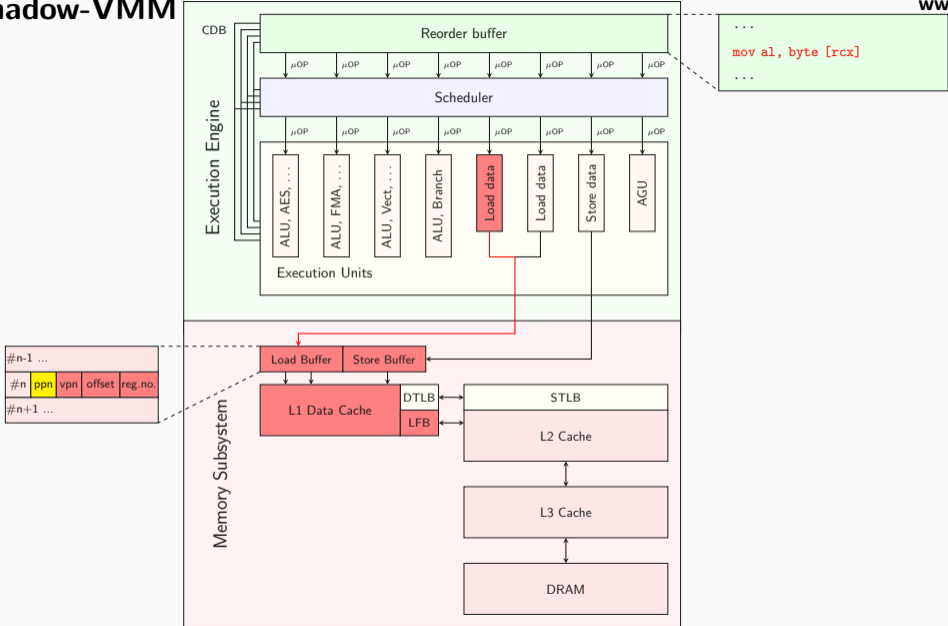 adow-VMM
ww
CDB
Reorder buffer
...
mov al, byte [rcx]
...
μOP μOP μOP μOP μOP μOP μOP μOP
Scheduler
μOP μOP μOP μOP μOP μOP μOP μOP
Execution Engine
ALU, AES, ...
ALU, FMA, ...
ALU, Vect, ...
ALU, Branch
Load data
Load data
Store data
AGU
Execution Units
#n-1 ...
#n ppn vpn offset reg.no.
#n+1 ...
Load Buffer Store Buffer
L1 Data Cache
DTLB
LFB
STLB
L2 Cache
Memory Subsystem
L3 Cache
DRAM